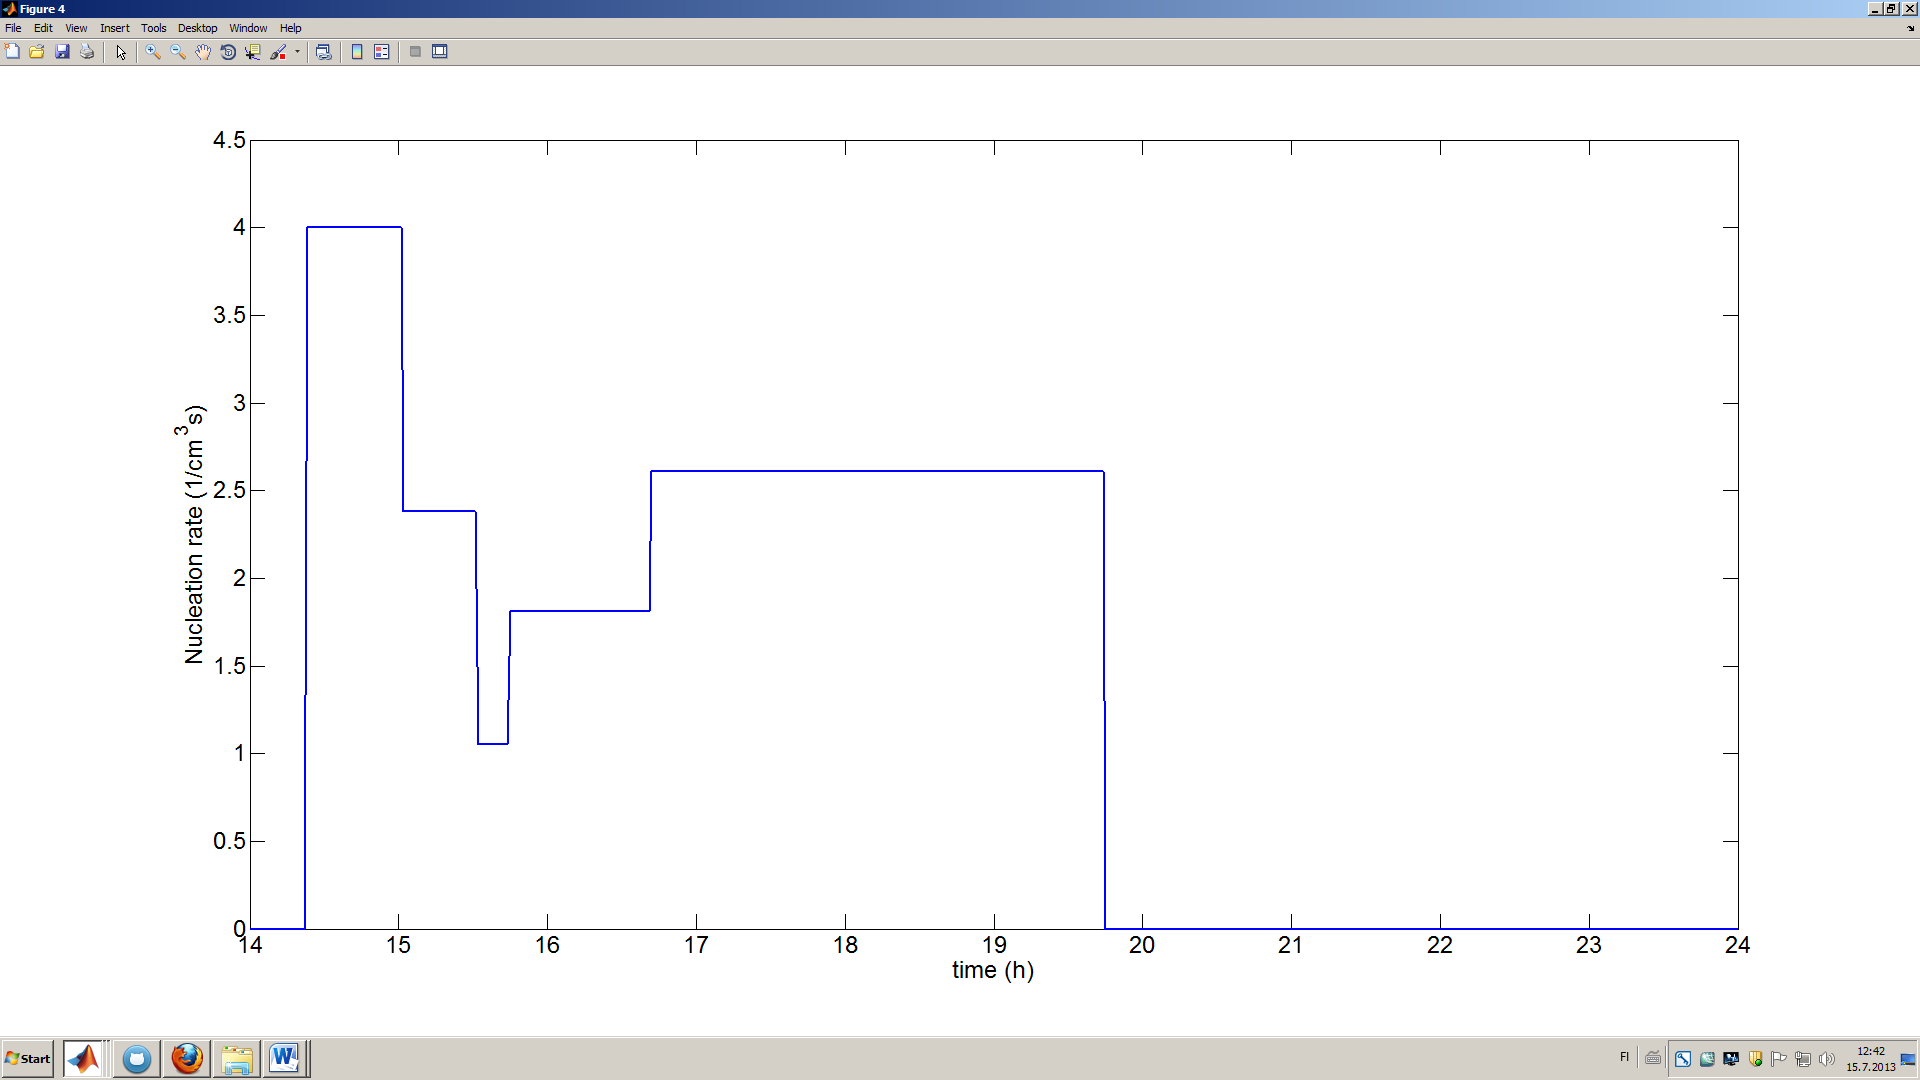 Figure 4
File Edit View Insert Tools Desktop Window Help
4.5
4
3.5
3
2.5
2
1.5
1
0.5
0
Nucleation rate (1/cm³s)
14 15 16 17 18 19 20 21 22 23 24
time (h)
Start
W
FI
12:42
15.7.2013